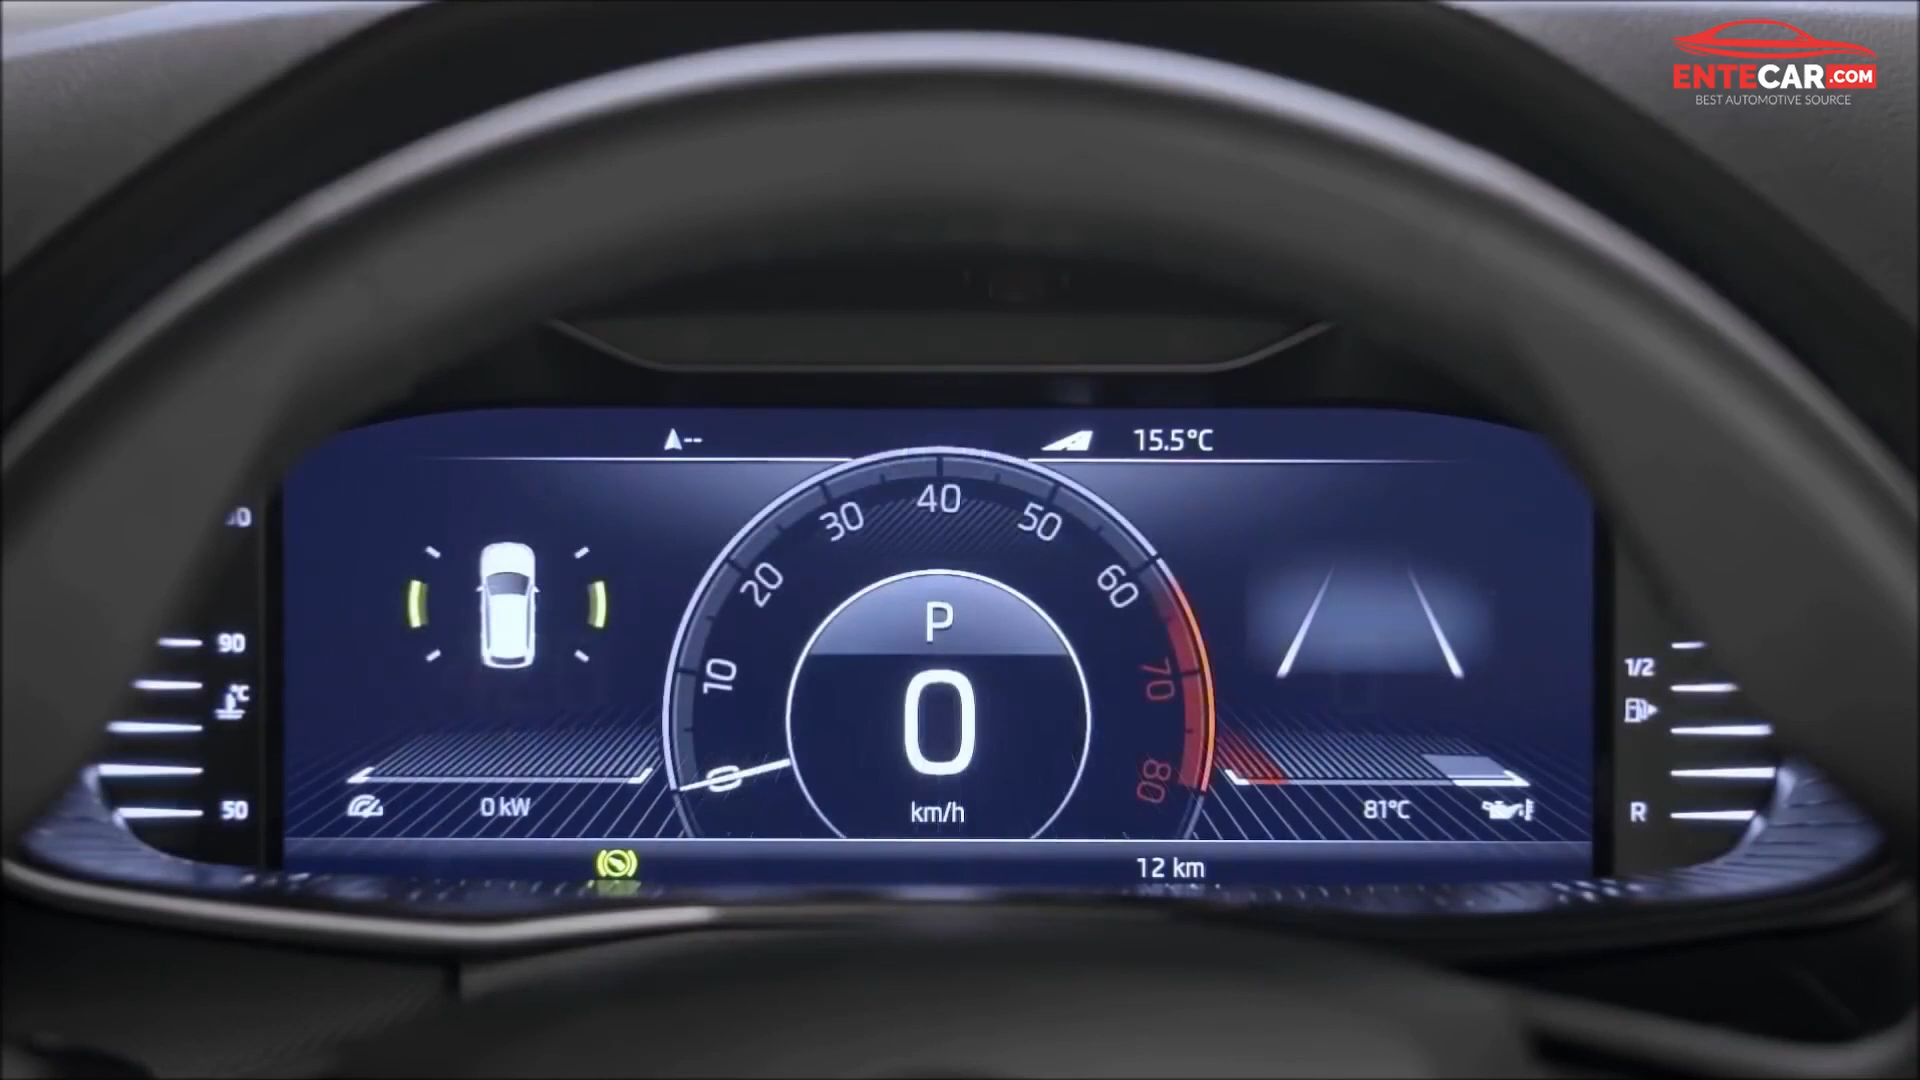 ENTECAR.COM
BEST AUTOMOTIVE SOURCE
--
15.5°C
40
30
50
20
60
10
70
0
80
P
0
km/h
90
°C
50
1/2
R
0 kW
81°C
12 km